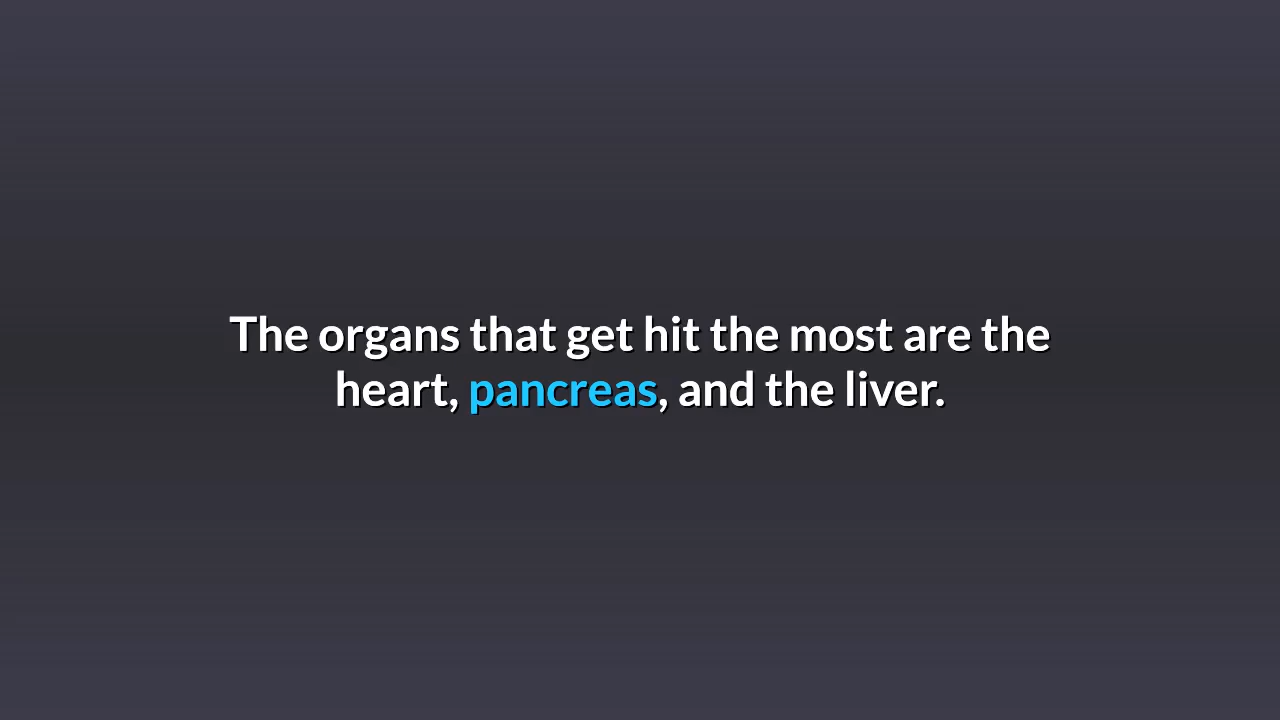 The organs that get hit the most are the
heart, pancreas, and the liver.